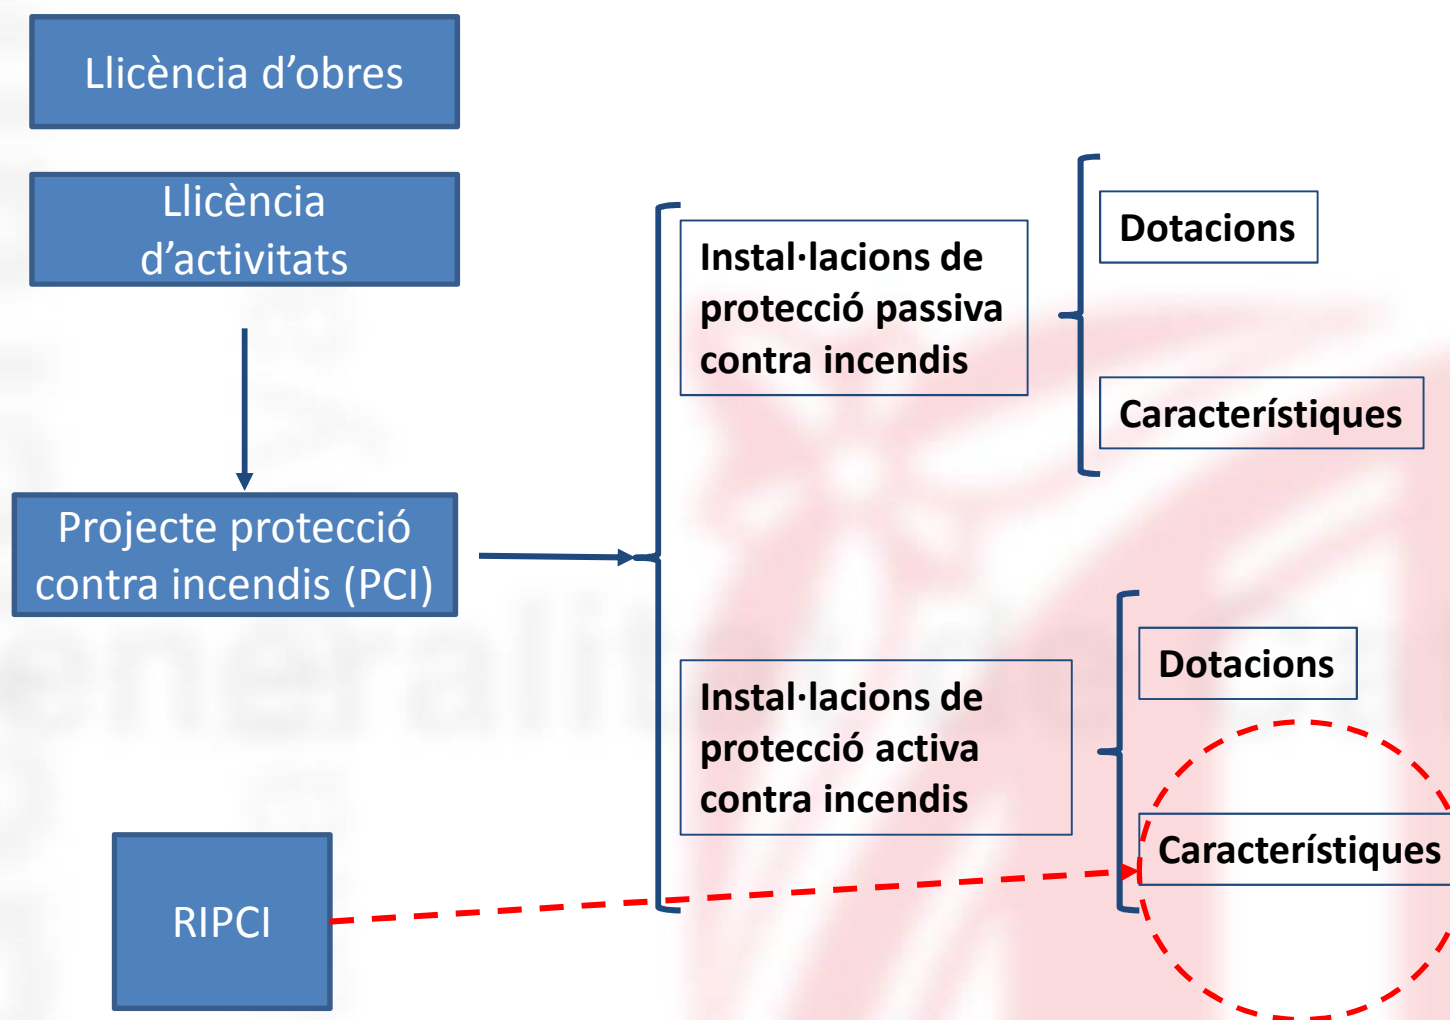 Llicència d’obres
Llicència
d’activitats
Projecte protecció
contra incendis (PCI)
RIPCI
Instal·lacions de
protecció passiva
contra incendis
Dotacions
Característiques
Instal·lacions de
protecció activa
contra incendis
Dotacions
Característiques